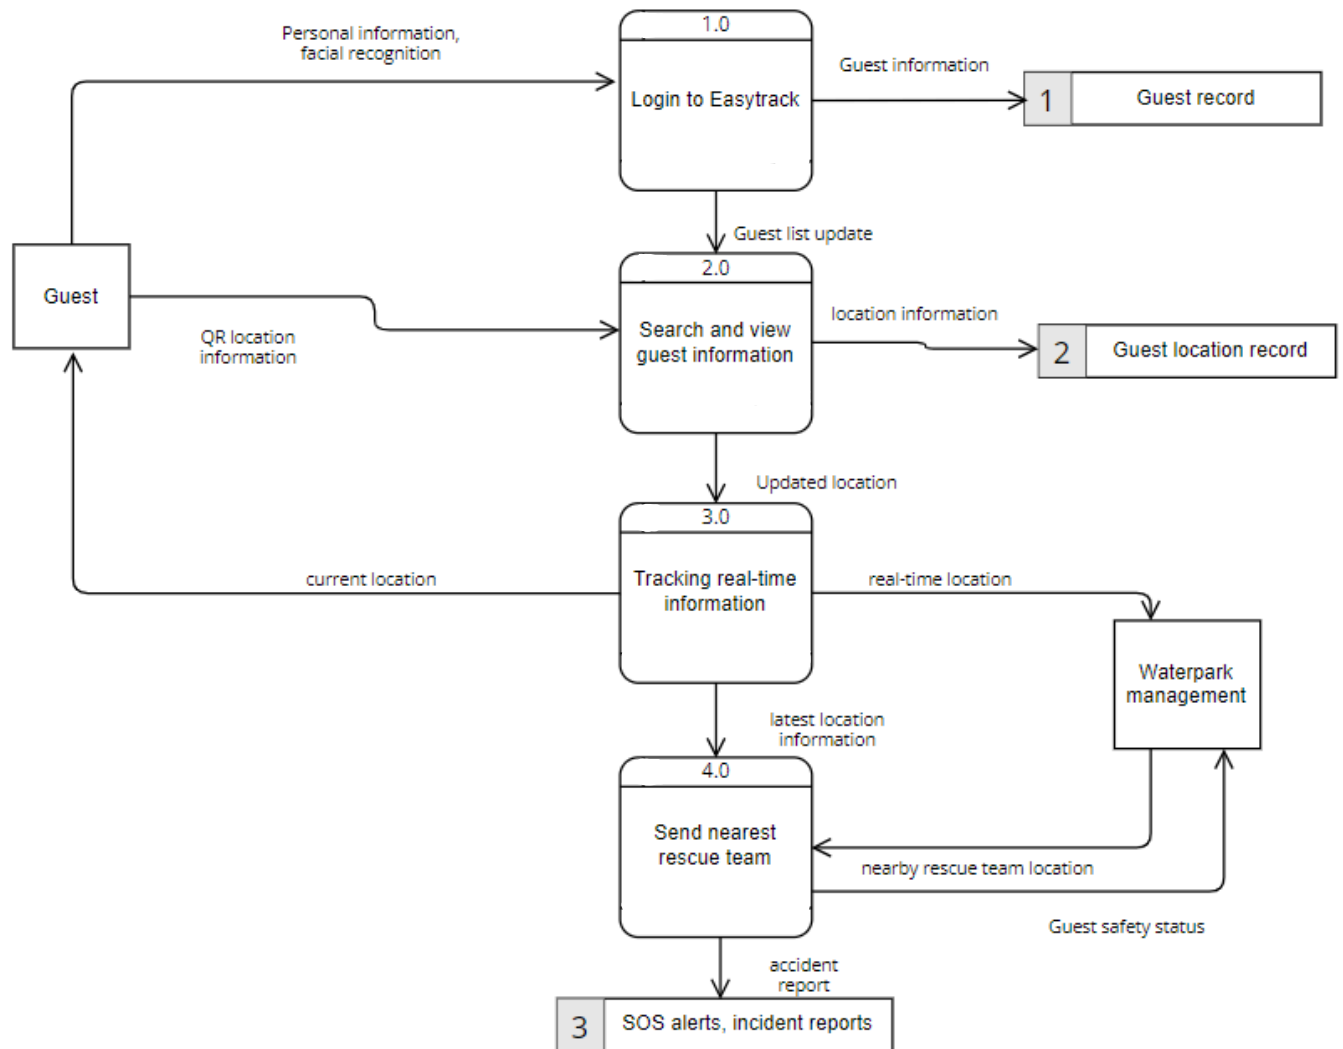 Personal information,
facial recognition
1.0
Login to Easytrack
Guest information
1
Guest record
Guest list update
Guest
QR location
information
2.0
Search and view
guest information
location information
2
Guest location record
Updated location
3.0
Tracking real-time
information
current location
real-time location
Waterpark
management
latest location
information
4.0
Send nearest
rescue team
nearby rescue team location
Guest safety status
accident
report
3
SOS alerts, incident reports